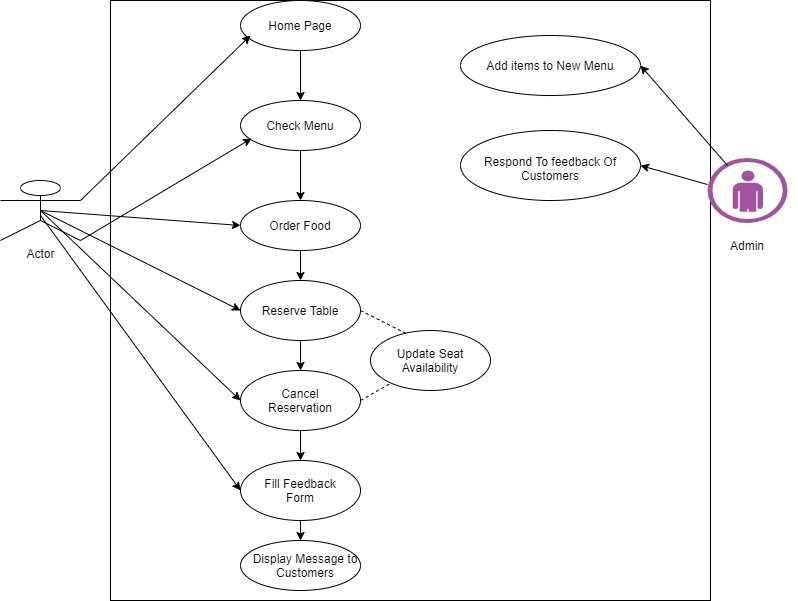 Home Page
Add items to New Menu
Check Menu
Respond To feedback Of
Customers
Order Food
Actor
Admin
Reserve Table
Update Seat
Availability
Cancel
Reservation
Fill Feedback
Form
Display Message to
Customers